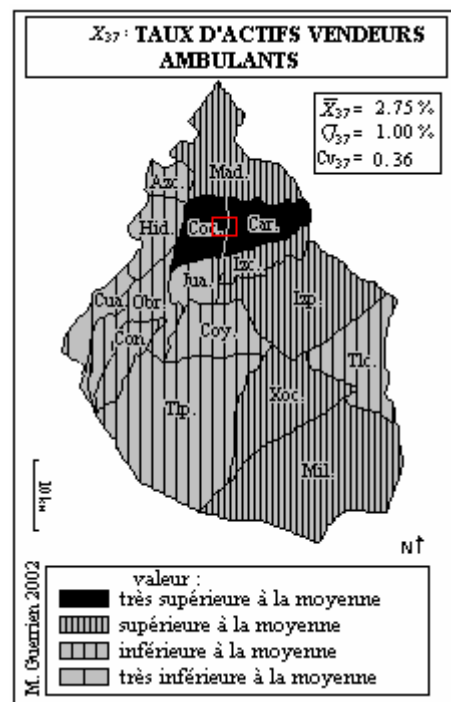 X₃₇ : TAUX D'ACTIFS VENDEURS
AMBULANTS
X̄₃₇ = 2.75 %
σ₃₇ = 1.00 %
Cv₃₇ = 0.36
Mad.
Azc.
Hid.
Car.
Izc.
Jua.
Izp.
Cua.
Obr.
Con.
Coy.
Tlc.
Xoc.
Tlp.
Mil.
10 km
N↑
M. Guerrien 2002
valeur :
très supérieure à la moyenne
supérieure à la moyenne
inférieure à la moyenne
très inférieure à la moyenne